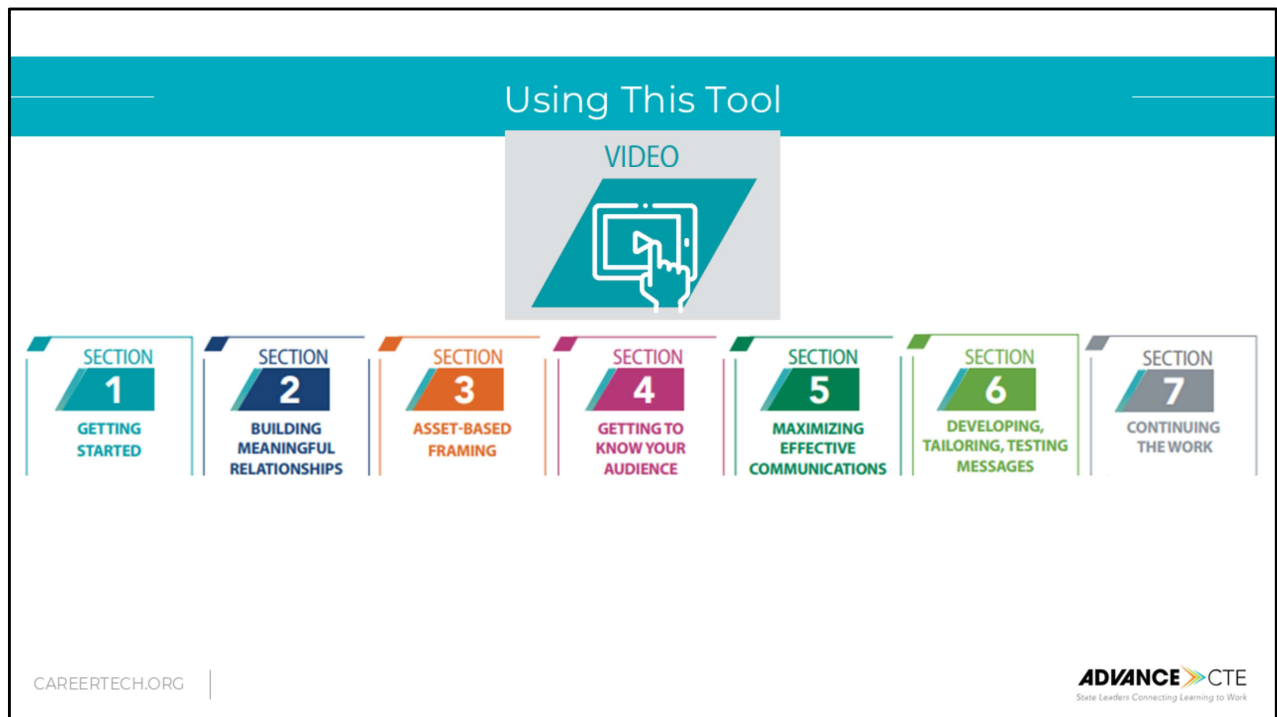 Using This Tool
VIDEO
SECTION
1
GETTING
STARTED
SECTION
2
BUILDING
MEANINGFUL
RELATIONSHIPS
SECTION
3
ASSET-BASED
FRAMING
SECTION
4
GETTING TO
KNOW YOUR
AUDIENCE
SECTION
5
MAXIMIZING
EFFECTIVE
COMMUNICATIONS
SECTION
6
DEVELOPING,
TAILORING, TESTING
MESSAGES
SECTION
7
CONTINUING
THE WORK
CAREERTECH.ORG
ADVANCE CTE
State Leaders Connecting Learning to Work